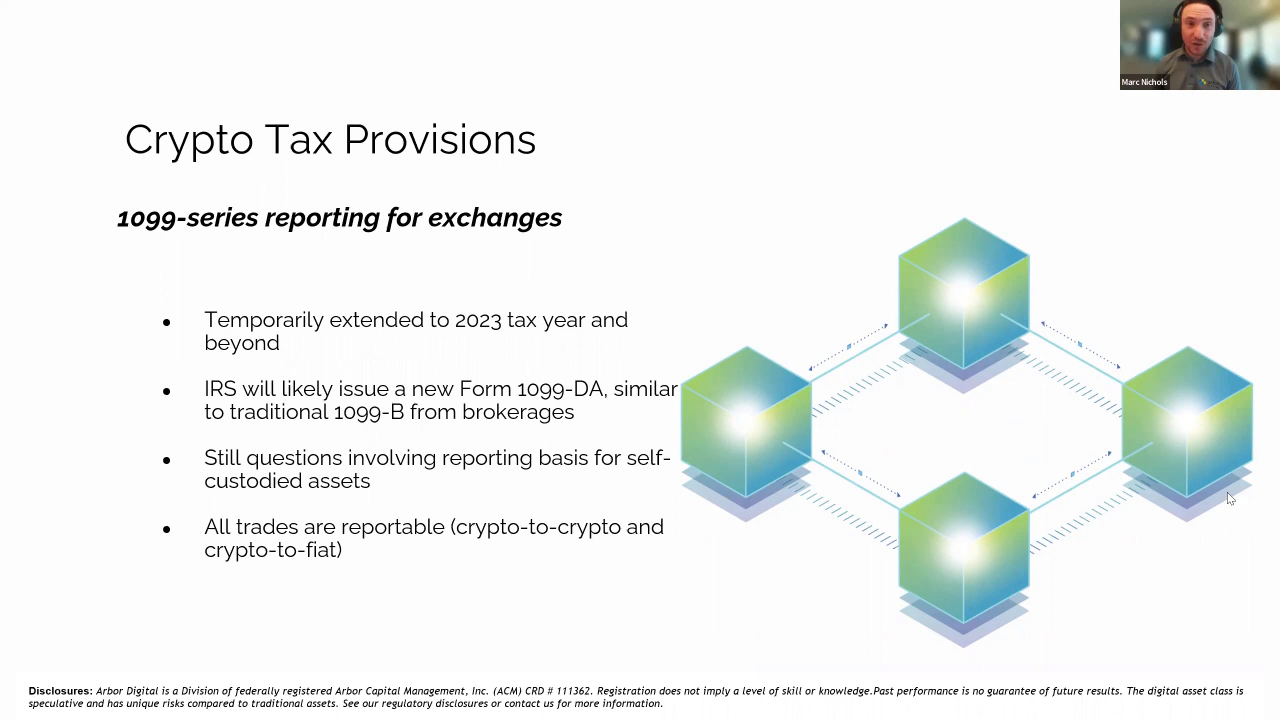 Marc Nichols
Crypto Tax Provisions
1099-series reporting for exchanges
● Temporarily extended to 2023 tax year and
beyond
● IRS will likely issue a new Form 1099-DA, similar
to traditional 1099-B from brokerages
● Still questions involving reporting basis for self-
custodied assets
● All trades are reportable (crypto-to-crypto and
crypto-to-fiat)
Disclosures: Arbor Digital is a Division of federally registered Arbor Capital Management, Inc. (ACM) CRD # 111362. Registration does not imply a level of skill or knowledge.Past performance is no guarantee of future results. The digital asset class is
speculative and has unique risks compared to traditional assets. See our regulatory disclosures or contact us for more information.